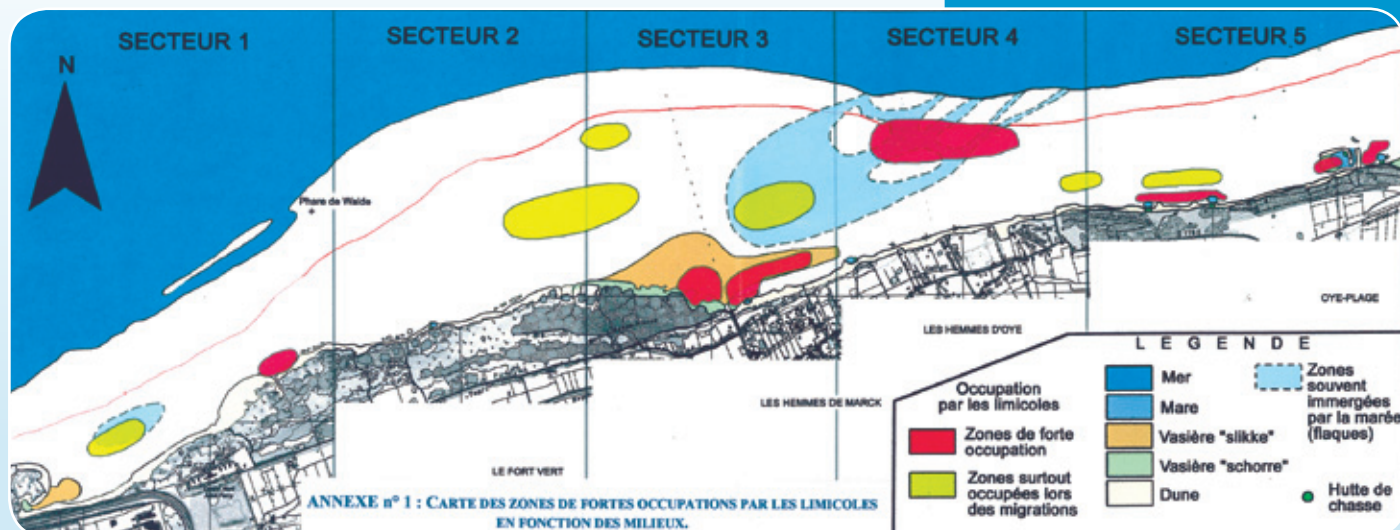 SECTEUR 1
SECTEUR 2
SECTEUR 3
SECTEUR 4
SECTEUR 5
N
Phare de Walde
OYE-PLAGE
LES HEMMES D'OYE
LES HEMMES DE MARCK
LE FORT VERT
LEGENDE
Occupation
par les limicoles
Zones de forte
occupation
Zones surtout
occupées lors
des migrations
Mer
Mare
Vasière "slikke"
Vasière "schorre"
Dune
Zones
souvent
immergées
par la marée
(flaques)
Hutte de
chasse
ANNEXE n° 1 : CARTE DES ZONES DE FORTES OCCUPATIONS PAR LES LIMICOLES
EN FONCTION DES MILIEUX.